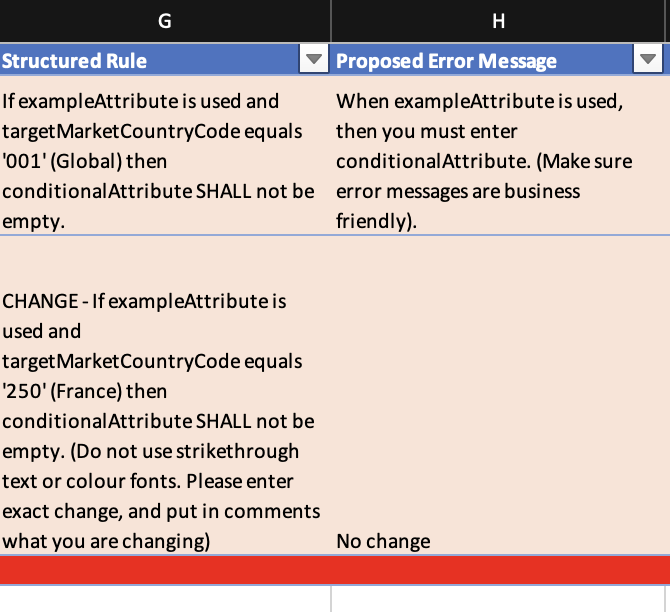 G
H
Structured Rule
Proposed Error Message
If exampleAttribute is used and
targetMarketCountryCode equals
'001' (Global) then
conditionalAttribute SHALL not be
empty.
When exampleAttribute is used,
then you must enter
conditionalAttribute. (Make sure
error messages are business
friendly).
CHANGE - If exampleAttribute is
used and
targetMarketCountryCode equals
'250' (France) then
conditionalAttribute SHALL not be
empty. (Do not use strikethrough
text or colour fonts. Please enter
exact change, and put in comments
what you are changing)
No change